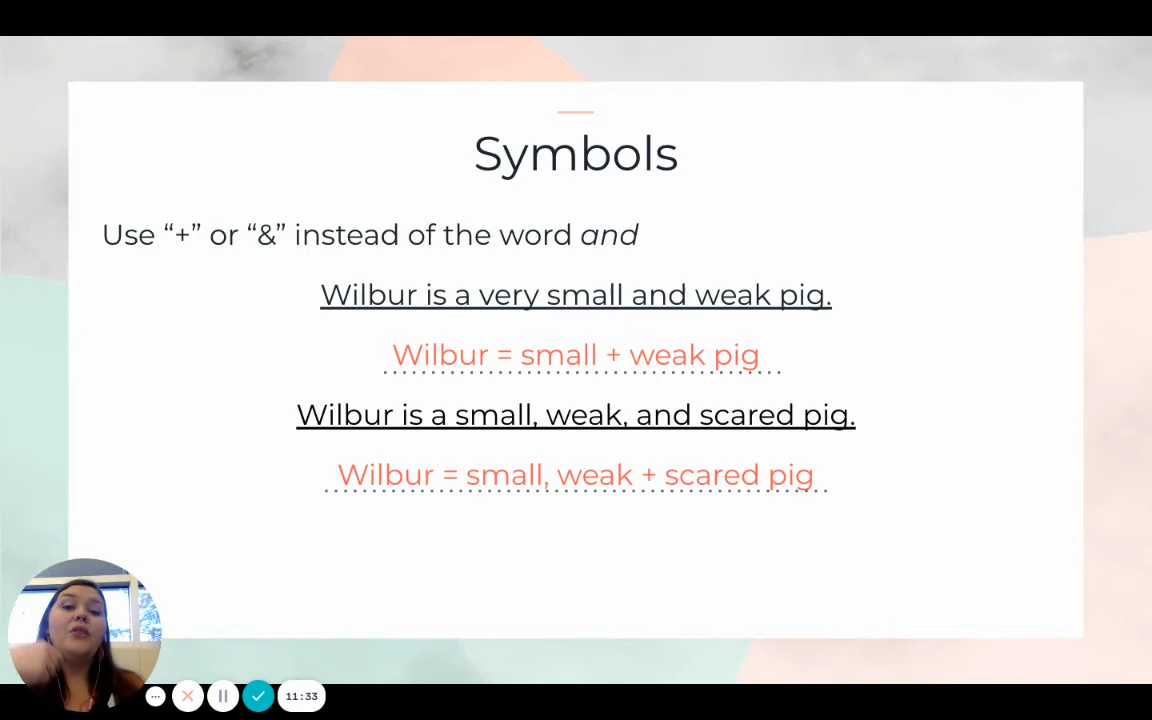 Symbols
Use “+” or “&” instead of the word and
Wilbur is a very small and weak pig.
Wilbur = small + weak pig
Wilbur is a small, weak, and scared pig.
Wilbur = small, weak + scared pig
11:33